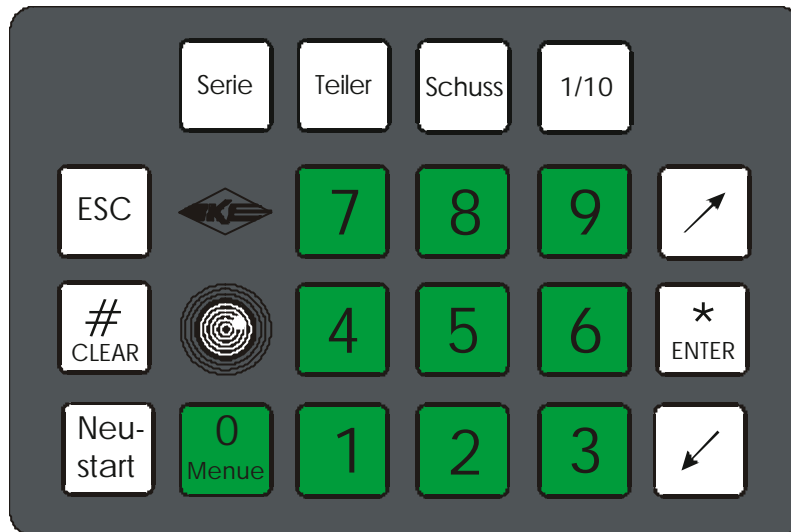 Serie Teiler Schuss 1/10
ESC 7 8 9
#
CLEAR 4 5 6 *
ENTER
Neu-
start 0
Menue 1 2 3